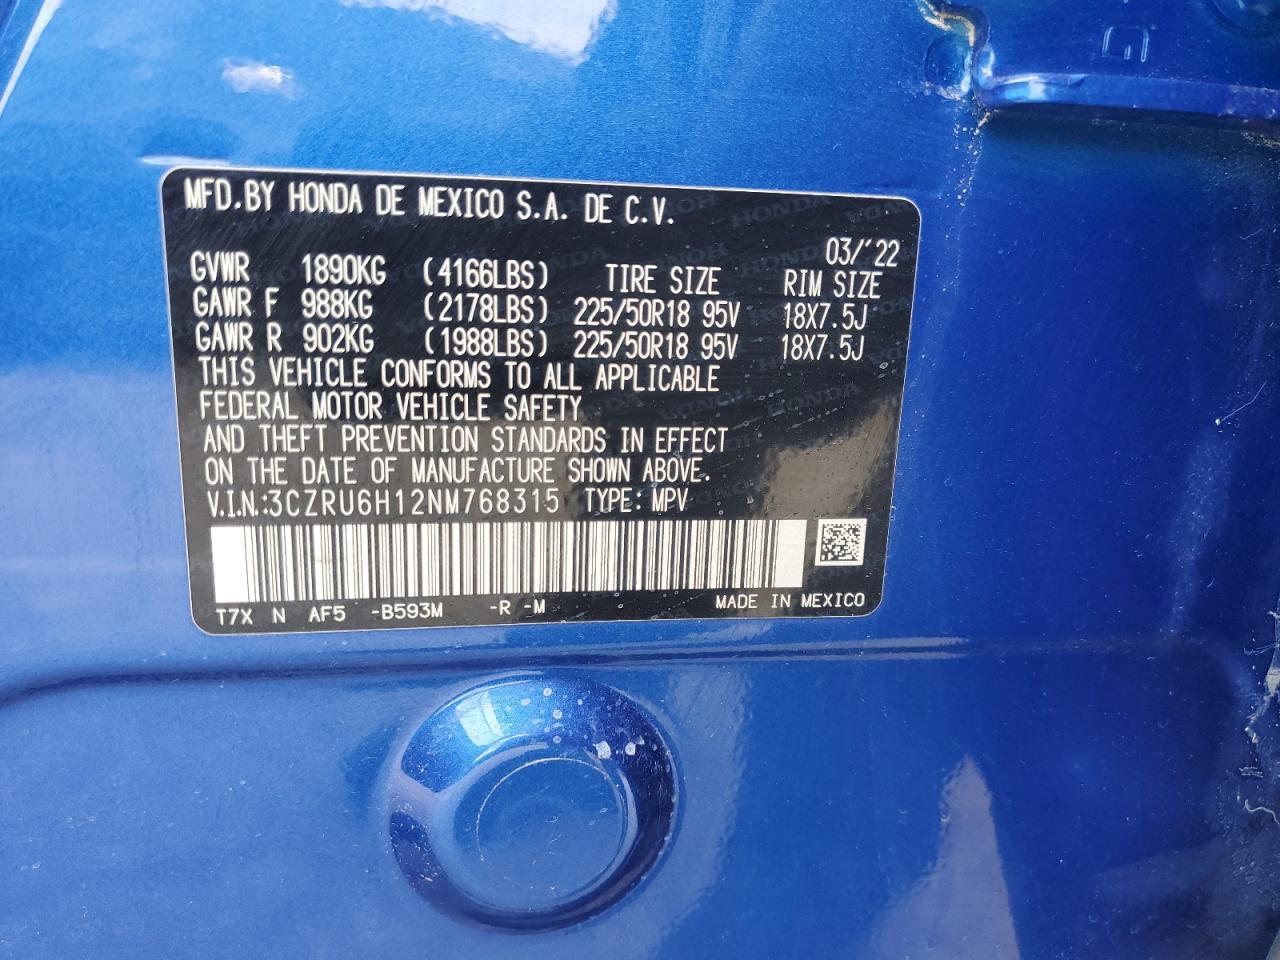 MFD.BY HONDA DE MEXICO S.A. DE C.V.
03/'22
GVWR 1890KG (4166LBS) TIRE SIZE RIM SIZE
GAWR F 988KG (2178LBS) 225/50R18 95V 18X7.5J
GAWR R 902KG (1988LBS) 225/50R18 95V 18X7.5J
THIS VEHICLE CONFORMS TO ALL APPLICABLE
FEDERAL MOTOR VEHICLE SAFETY
AND THEFT PREVENTION STANDARDS IN EFFECT
ON THE DATE OF MANUFACTURE SHOWN ABOVE.
V.I.N.:3CZRU6H12NM768315 TYPE: MPV
T7X N AF5 -B593M -R -M MADE IN MEXICO